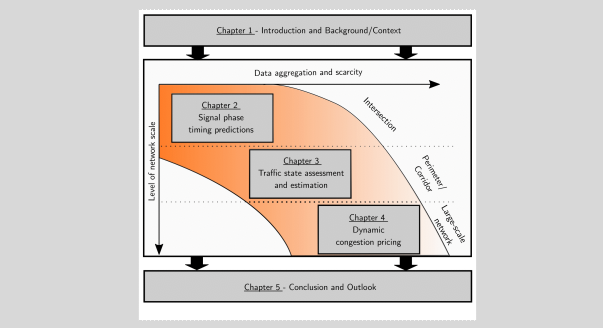 Chapter 1 - Introduction and Background/Context
Data aggregation and scarcity
Level of network scale
Chapter 2
Signal phase
timing predictions
Intersection
Chapter 3
Traffic state assessment
and estimation
Perimeter/
Corridor
Chapter 4
Dynamic
congestion pricing
Large-scale
network
Chapter 5 - Conclusion and Outlook